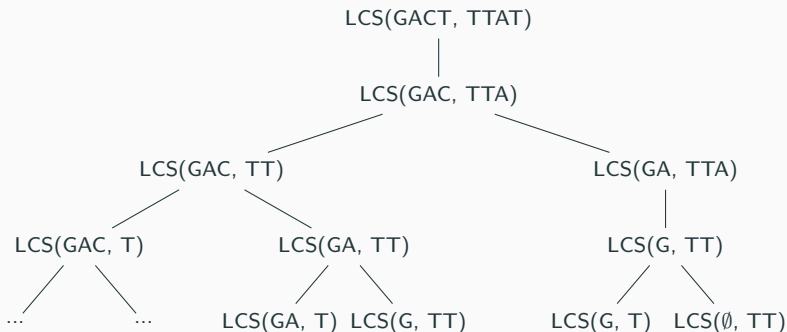 LCS(GACT, TTAT)
LCS(GAC, TTA)
LCS(GAC, TT)
LCS(GA, TTA)
LCS(GAC, T)
LCS(GA, TT)
LCS(G, TT)
...
...
LCS(GA, T)
LCS(G, TT)
LCS(G, T)
LCS(∅, TT)